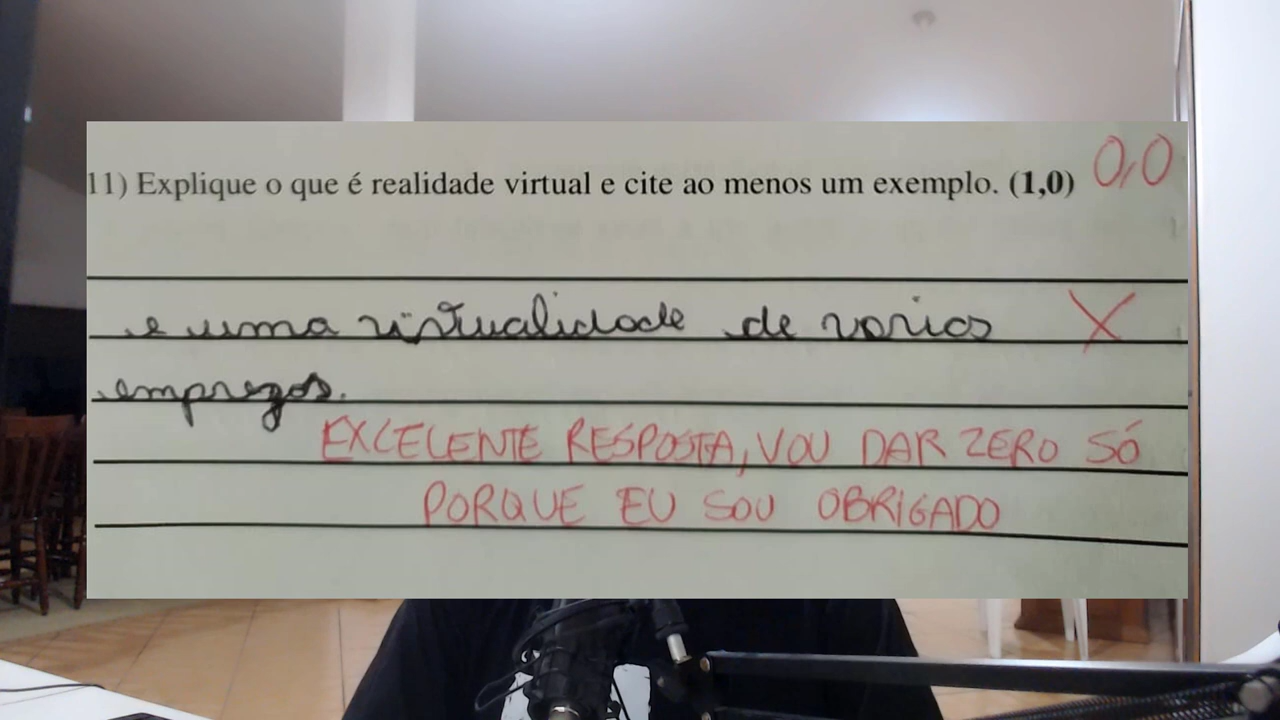 11) Explique o que é realidade virtual e cite ao menos um exemplo. (1,0) 0,0
e uma virtualidade de varios X
empregos.
EXCELENTE RESPOSTA, VOU DAR ZERO SÓ
PORQUE EU SOU OBRIGADO